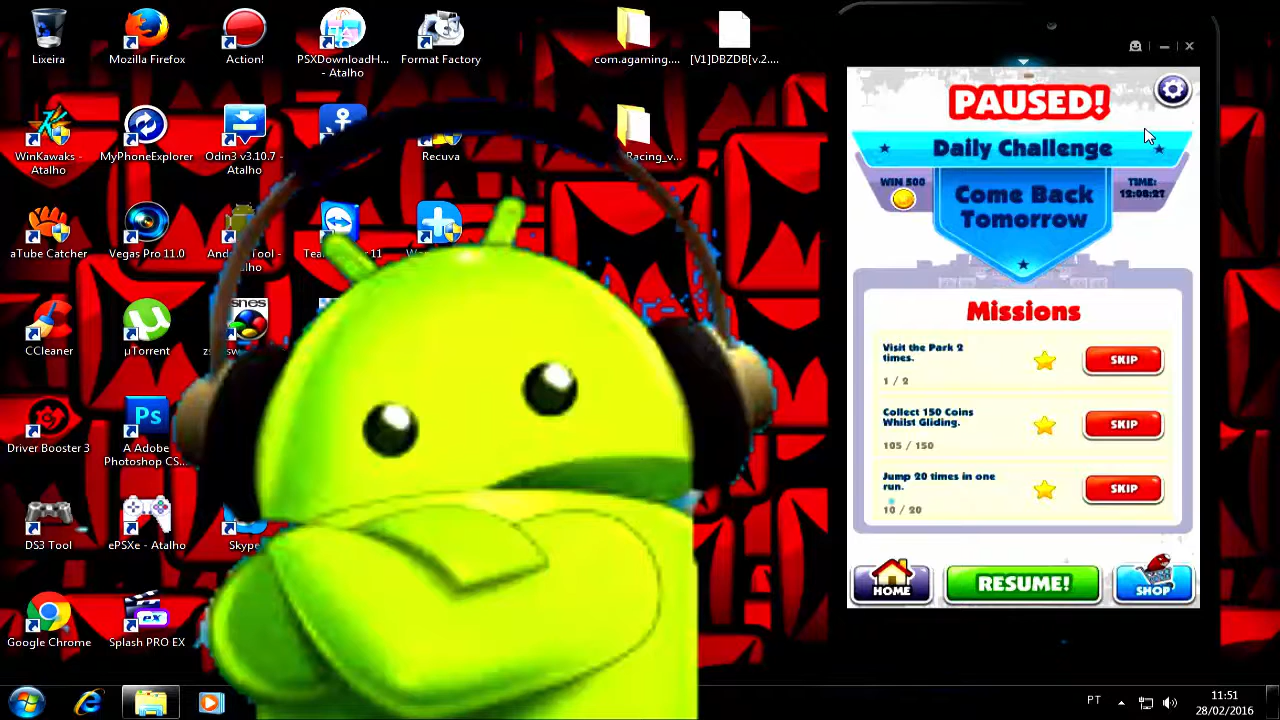 Lixeira
Mozilla Firefox
Action!
PSXDownloadH...
- Atalho
Format Factory
com.agaming....
[V1]DBZDB[v.2....
WinKawaks -
Atalho
MyPhoneExplorer
Odin3 v3.10.7 -
Atalho
Recuva
Racing_v...
aTube Catcher
Vegas Pro 11.0
CCleaner
µTorrent
snes
Driver Booster 3
Ps
A Adobe
Photoshop CS...
DS3 Tool
ePSXe - Atalho
Skype
Google Chrome
eX
Splash PRO EX
PAUSED!
Daily Challenge
WIN 500
Come Back
Tomorrow
TIME:
12:08:27
Missions
Visit the Park 2
times.
1 / 2
SKIP
Collect 150 Coins
Whilst Gliding.
105 / 150
SKIP
Jump 20 times in one
run.
10 / 20
SKIP
HOME
RESUME!
SHOP
PT
11:51
28/02/2016